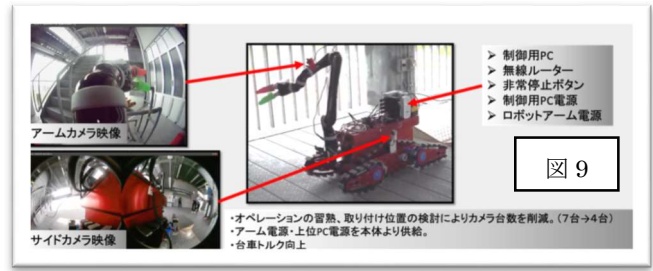 アームカメラ映像
サイドカメラ映像
➢ 制御用PC
➢ 無線ルーター
➢ 非常停止ボタン
➢ 制御用PC電源
➢ ロボットアーム電源
図 9
・オペレーションの習熟、取り付け位置の検討によりカメラ台数を削減。（7台→4台）
・アーム電源・上位PC電源を本体より供給。
・台車トルク向上